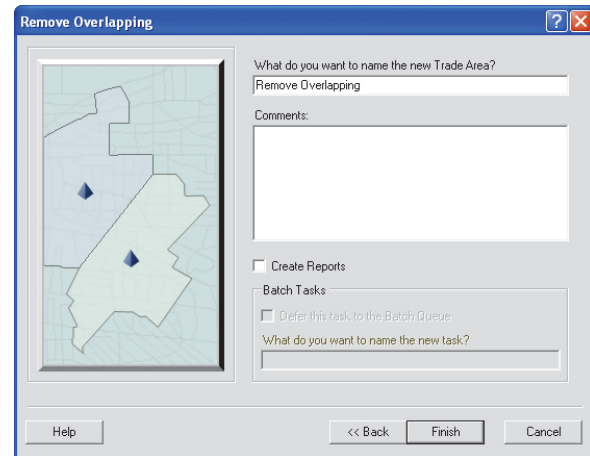 Remove Overlapping
What do you want to name the new Trade Area?
Remove Overlapping
Comments:
Create Reports
Batch Tasks
Defer this task to the Batch Queue
What do you want to name the new task?
Help
<< Back
Finish
Cancel